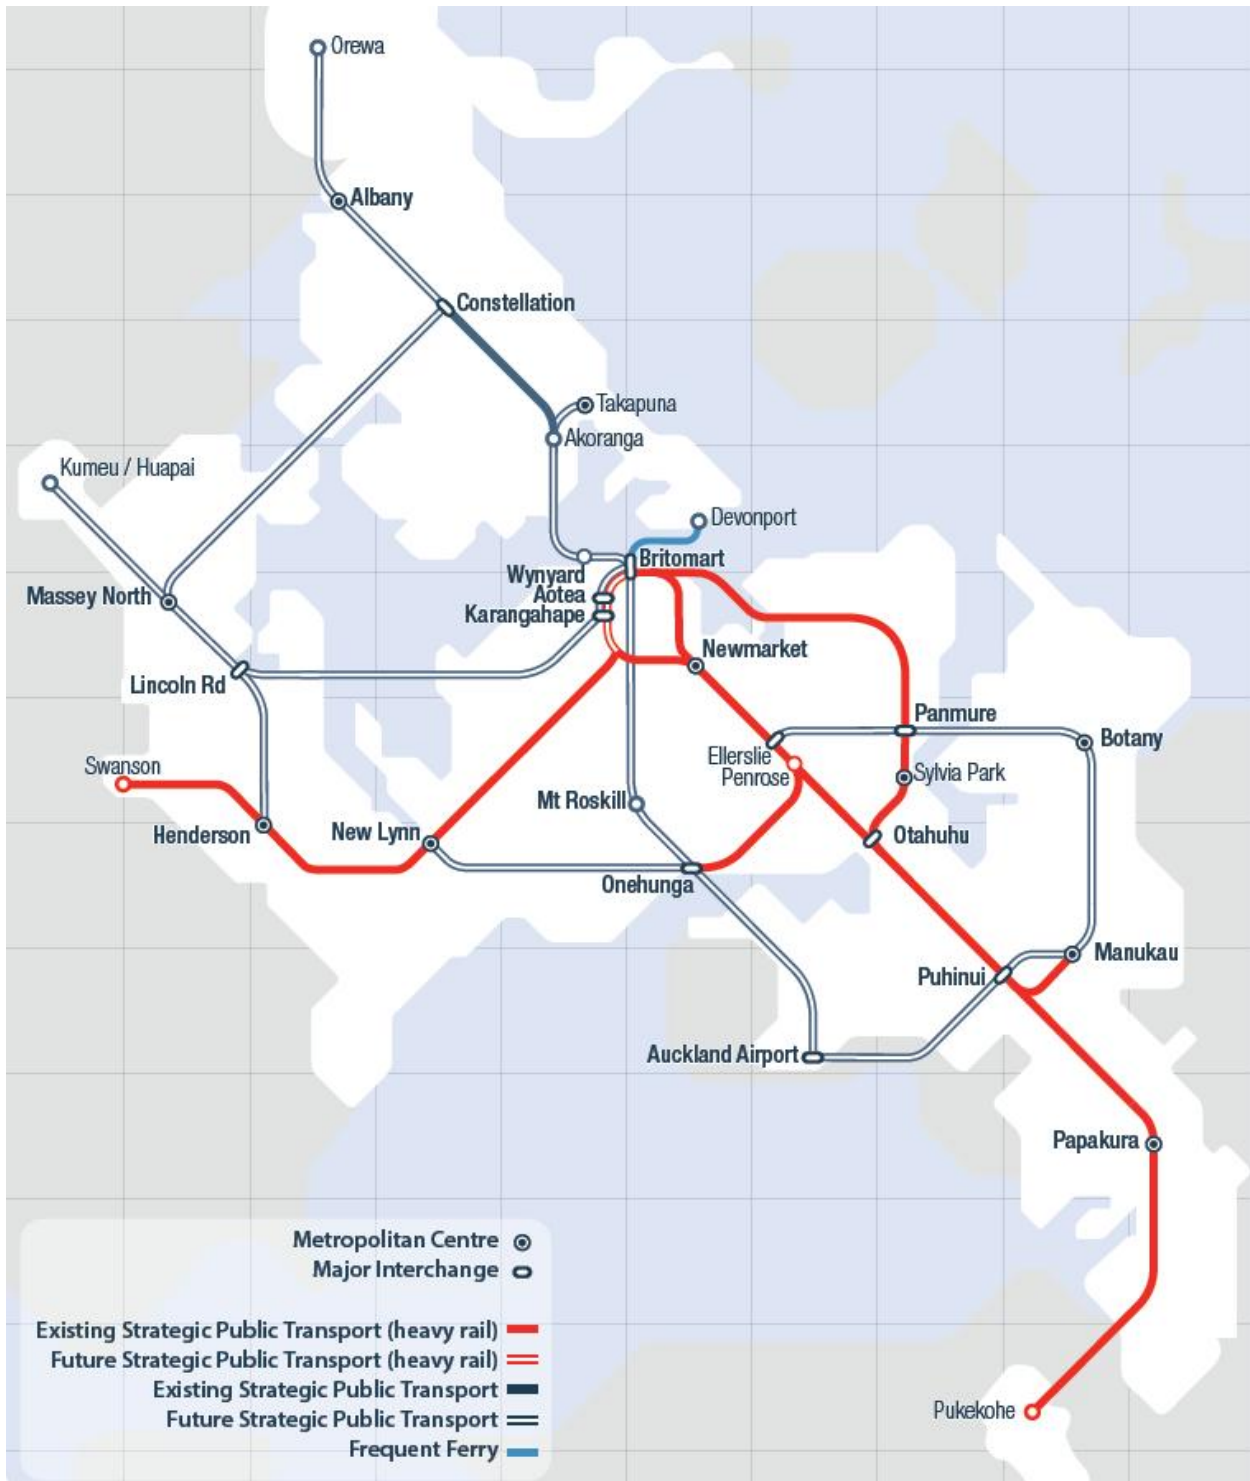 Orewa
Albany
Constellation
Takapuna
Akoranga
Kumeu / Huapai
Devonport
Britomart
Wynyard
Aotea
Karangahape
Massey North
Newmarket
Lincoln Rd
Panmure
Botany
Ellerslie
Penrose
Swanson
Sylvia Park
Mt Roskill
Henderson
New Lynn
Otahuhu
Onehunga
Manukau
Puhinui
Auckland Airport
Papakura
Metropolitan Centre
Major Interchange
Existing Strategic Public Transport (heavy rail)
Future Strategic Public Transport (heavy rail)
Existing Strategic Public Transport
Future Strategic Public Transport
Frequent Ferry
Pukekohe